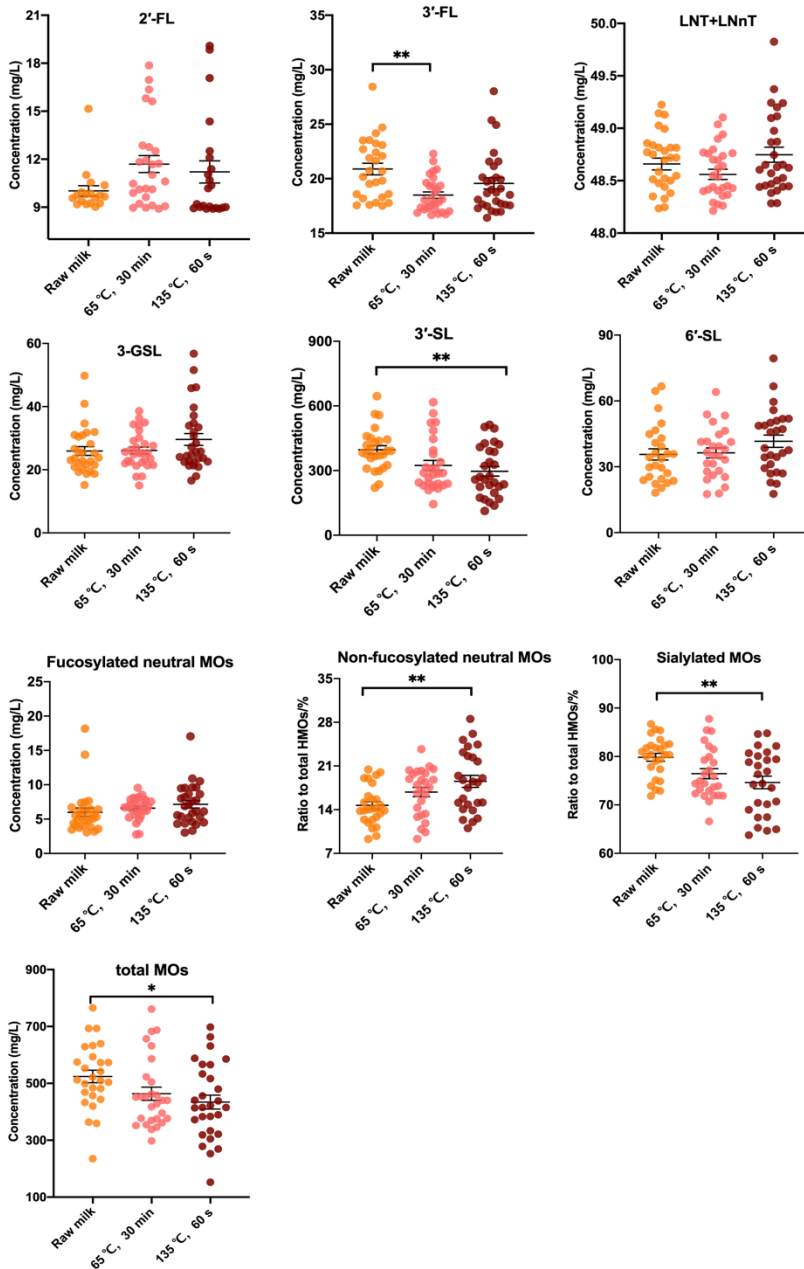 2′-FL
Concentration (mg/L)
21
18
15
12
9
Raw milk
65 ℃, 30 min
135 ℃, 60 s
3′-FL
Concentration (mg/L)
35
30
25
20
15
**
Raw milk
65 ℃, 30 min
135 ℃, 60 s
LNT+LNnT
Concentration (mg/L)
50.0
49.5
49.0
48.5
48.0
Raw milk
65 ℃, 30 min
135 ℃, 60 s
3-GSL
Concentration (mg/L)
60
40
20
0
Raw milk
65 ℃, 30 min
135 ℃, 60 s
3′-SL
Concentration (mg/L)
900
600
300
0
**
Raw milk
65 ℃, 30 min
135 ℃, 60 s
6′-SL
Concentration (mg/L)
90
60
30
0
Raw milk
65 ℃, 30 min
135 ℃, 60 s
Fucosylated neutral MOs
Concentration (mg/L)
25
20
15
10
5
0
Raw milk
65 ℃, 30 min
135 ℃, 60 s
Non-fucosylated neutral MOs
Ratio to total HMOs/%
35
28
21
14
7
**
Raw milk
65 ℃, 30 min
135 ℃, 60 s
Sialylated MOs
Ratio to total HMOs/%
100
90
80
70
60
**
Raw milk
65 ℃, 30 min
135 ℃, 60 s
total MOs
Concentration (mg/L)
900
700
500
300
100
*
Raw milk
65 ℃, 30 min
135 ℃, 60 s